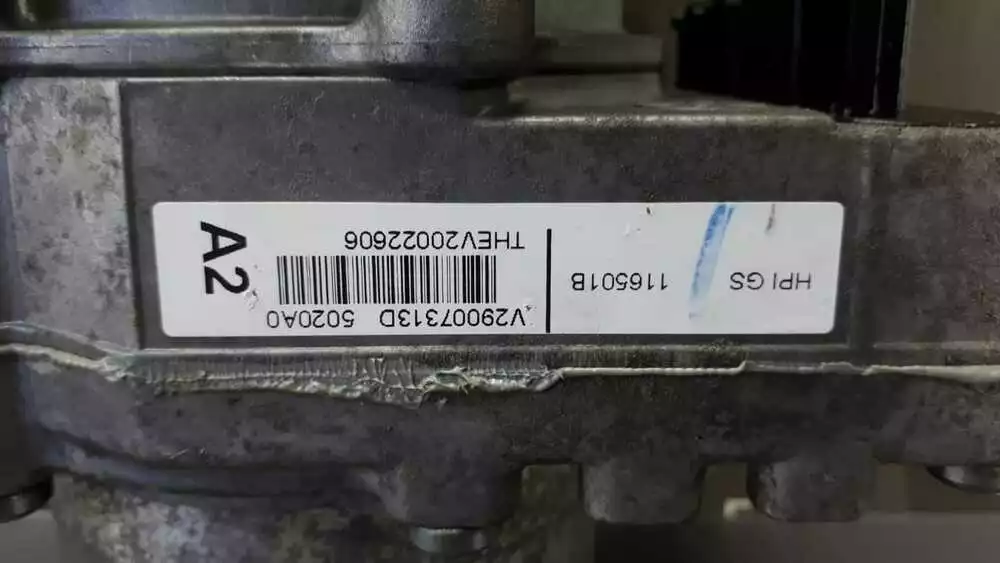 HPI GS
116501B
V29007313D 5020A0
THEV20022606
A2